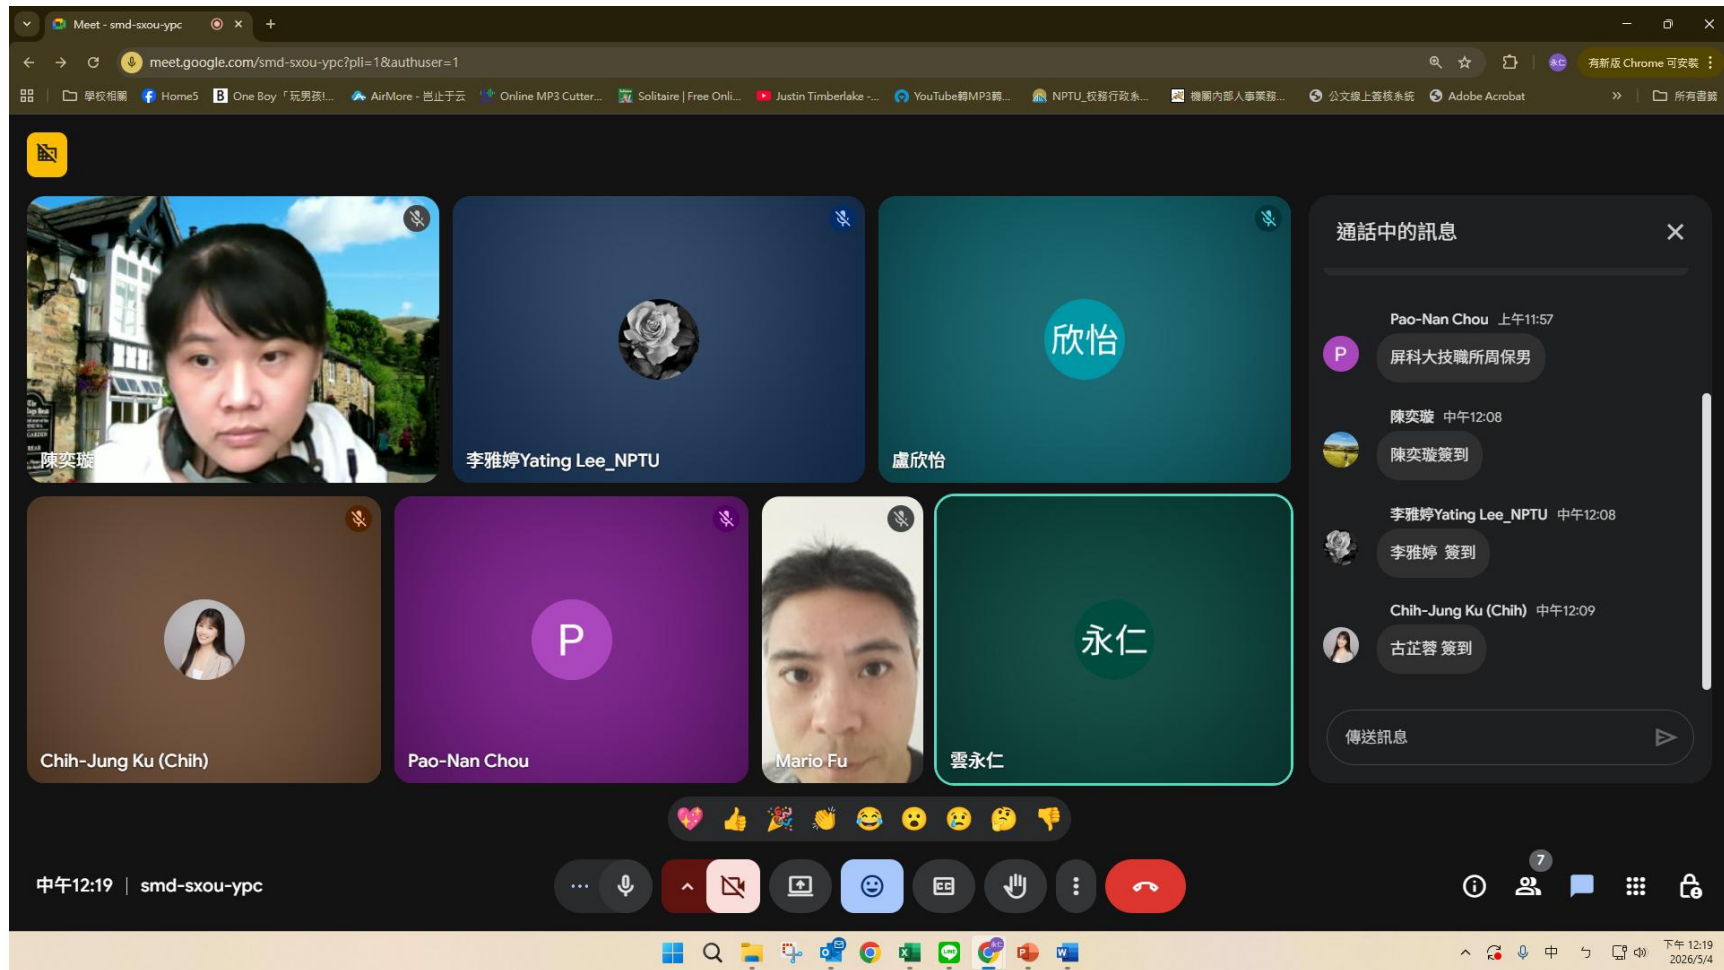 Meet - smd-sxou-ypc
meet.google.com/smd-sxou-ypc?pli=1&authuser=1
永仁
有新版 Chrome 可安裝
學校相關
Home5
One Boy「玩男孩!...
AirMore - 岂止于云
Online MP3 Cutter...
Solitaire | Free Onli...
Justin Timberlake -...
YouTube轉MP3轉...
NPTU_校務行政系...
機關內部人事業務...
公文線上簽核系統
Adobe Acrobat
所有書籤
陳奕璇
李雅婷Yating Lee_NPTU
欣怡
盧欣怡
Chih-Jung Ku (Chih)
P
Pao-Nan Chou
Mario Fu
永仁
雲永仁
通話中的訊息
Pao-Nan Chou 上午11:57
P
屏科大技職所周保男
陳奕璇 中午12:08
陳奕璇簽到
李雅婷Yating Lee_NPTU 中午12:08
李雅婷 簽到
Chih-Jung Ku (Chih) 中午12:09
古芷蓉 簽到
傳送訊息
中午12:19 | smd-sxou-ypc
CC
7
中
ㄅ
下午 12:19
2026/5/4